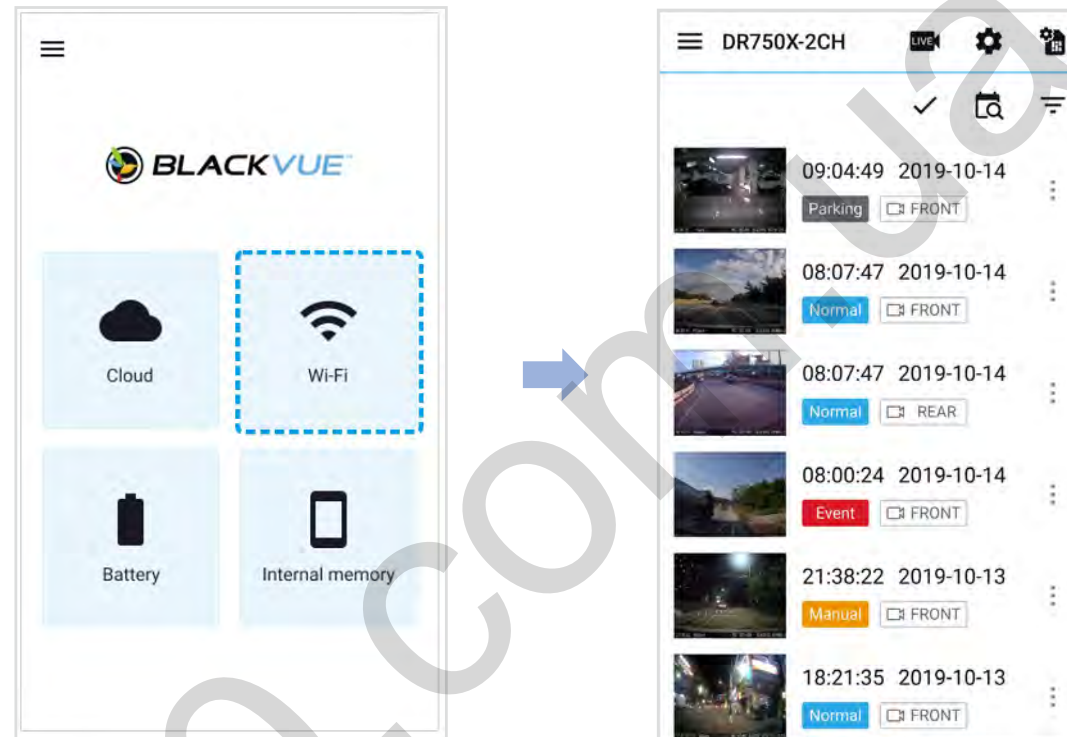 BLACKVUE™
Cloud
Wi-Fi
Battery
Internal memory
DR750X-2CH
LIVE
09:04:49 2019-10-14
Parking FRONT
08:07:47 2019-10-14
Normal FRONT
08:07:47 2019-10-14
Normal REAR
08:00:24 2019-10-14
Event FRONT
21:38:22 2019-10-13
Manual FRONT
18:21:35 2019-10-13
Normal FRONT
o.com.ua